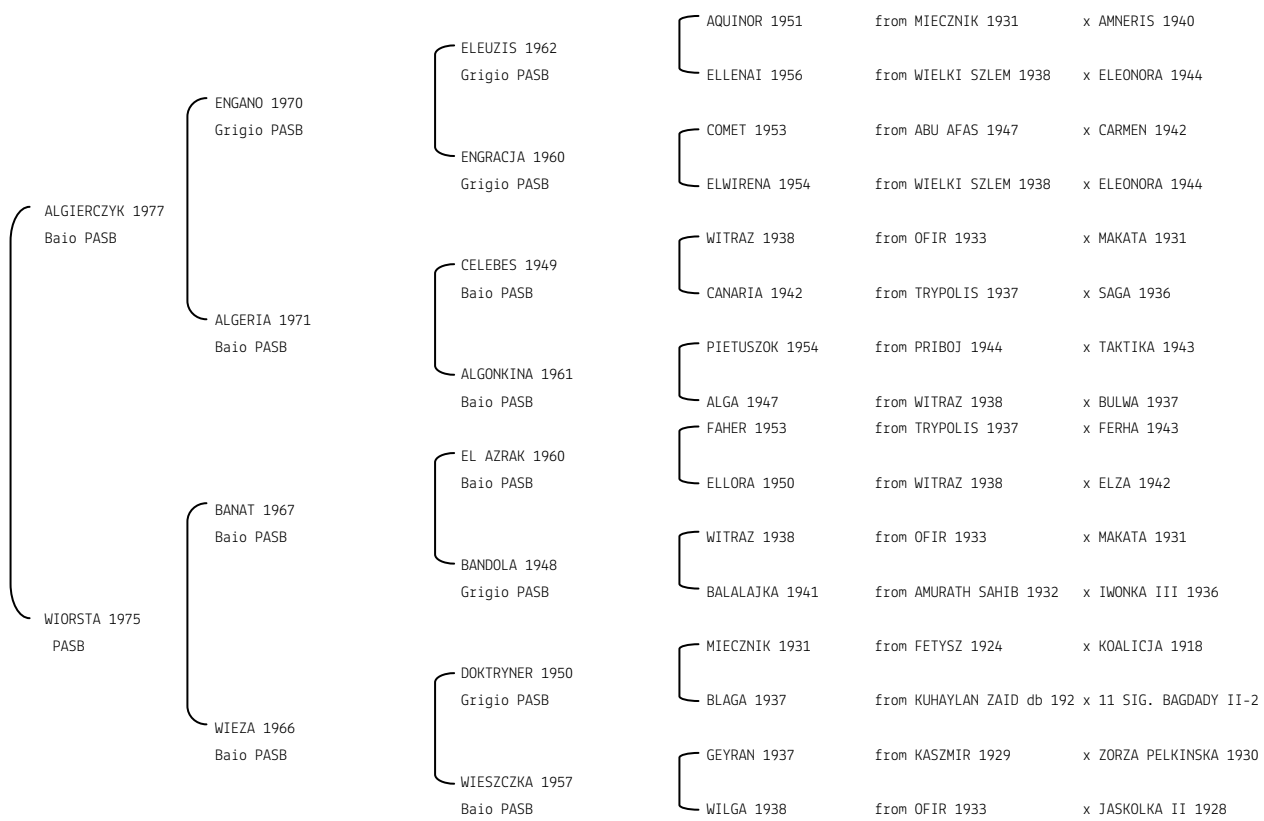 AQUINOR 1951 from MIECZNIK 1931 x AMNERIS 1940
ELEUZIS 1962
Grigio PASB
ELLENAI 1956 from WIELKI SZLEM 1938 x ELEONORA 1944
ENGANO 1970
Grigio PASB
COMET 1953 from ABU AFAS 1947 x CARMEN 1942
ENGRACJA 1960
Grigio PASB
ELWIRENA 1954 from WIELKI SZLEM 1938 x ELEONORA 1944
ALGIERCZYK 1977
Baio PASB
WITRAZ 1938 from OFIR 1933 x MAKATA 1931
CELEBES 1949
Baio PASB
CANARIA 1942 from TRYPOLIS 1937 x SAGA 1936
ALGERIA 1971
Baio PASB
PIETUSZOK 1954 from PRIBOJ 1944 x TAKTIKA 1943
ALGONKINA 1961
Baio PASB
ALGA 1947 from WITRAZ 1938 x BULWA 1937
FAHER 1953 from TRYPOLIS 1937 x FERHA 1943
EL AZRAK 1960
Baio PASB
ELLORA 1950 from WITRAZ 1938 x ELZA 1942
BANAT 1967
Baio PASB
WITRAZ 1938 from OFIR 1933 x MAKATA 1931
BANDOLA 1948
Grigio PASB
BALALAJKA 1941 from AMURATH SAHIB 1932 x IWONKA III 1936
WIORSTA 1975
PASB
MIECZNIK 1931 from FETYSZ 1924 x KOALICJA 1918
DOKTRYNER 1950
Grigio PASB
BLAGA 1937 from KUHAYLAN ZAID db 192 x 11 SIG. BAGDADY II-2
WIEZA 1966
Baio PASB
GEYRAN 1937 from KASZMIR 1929 x ZORZA PELKINSKA 1930
WIESZCZKA 1957
Baio PASB
WILGA 1938 from OFIR 1933 x JASKOLKA II 1928